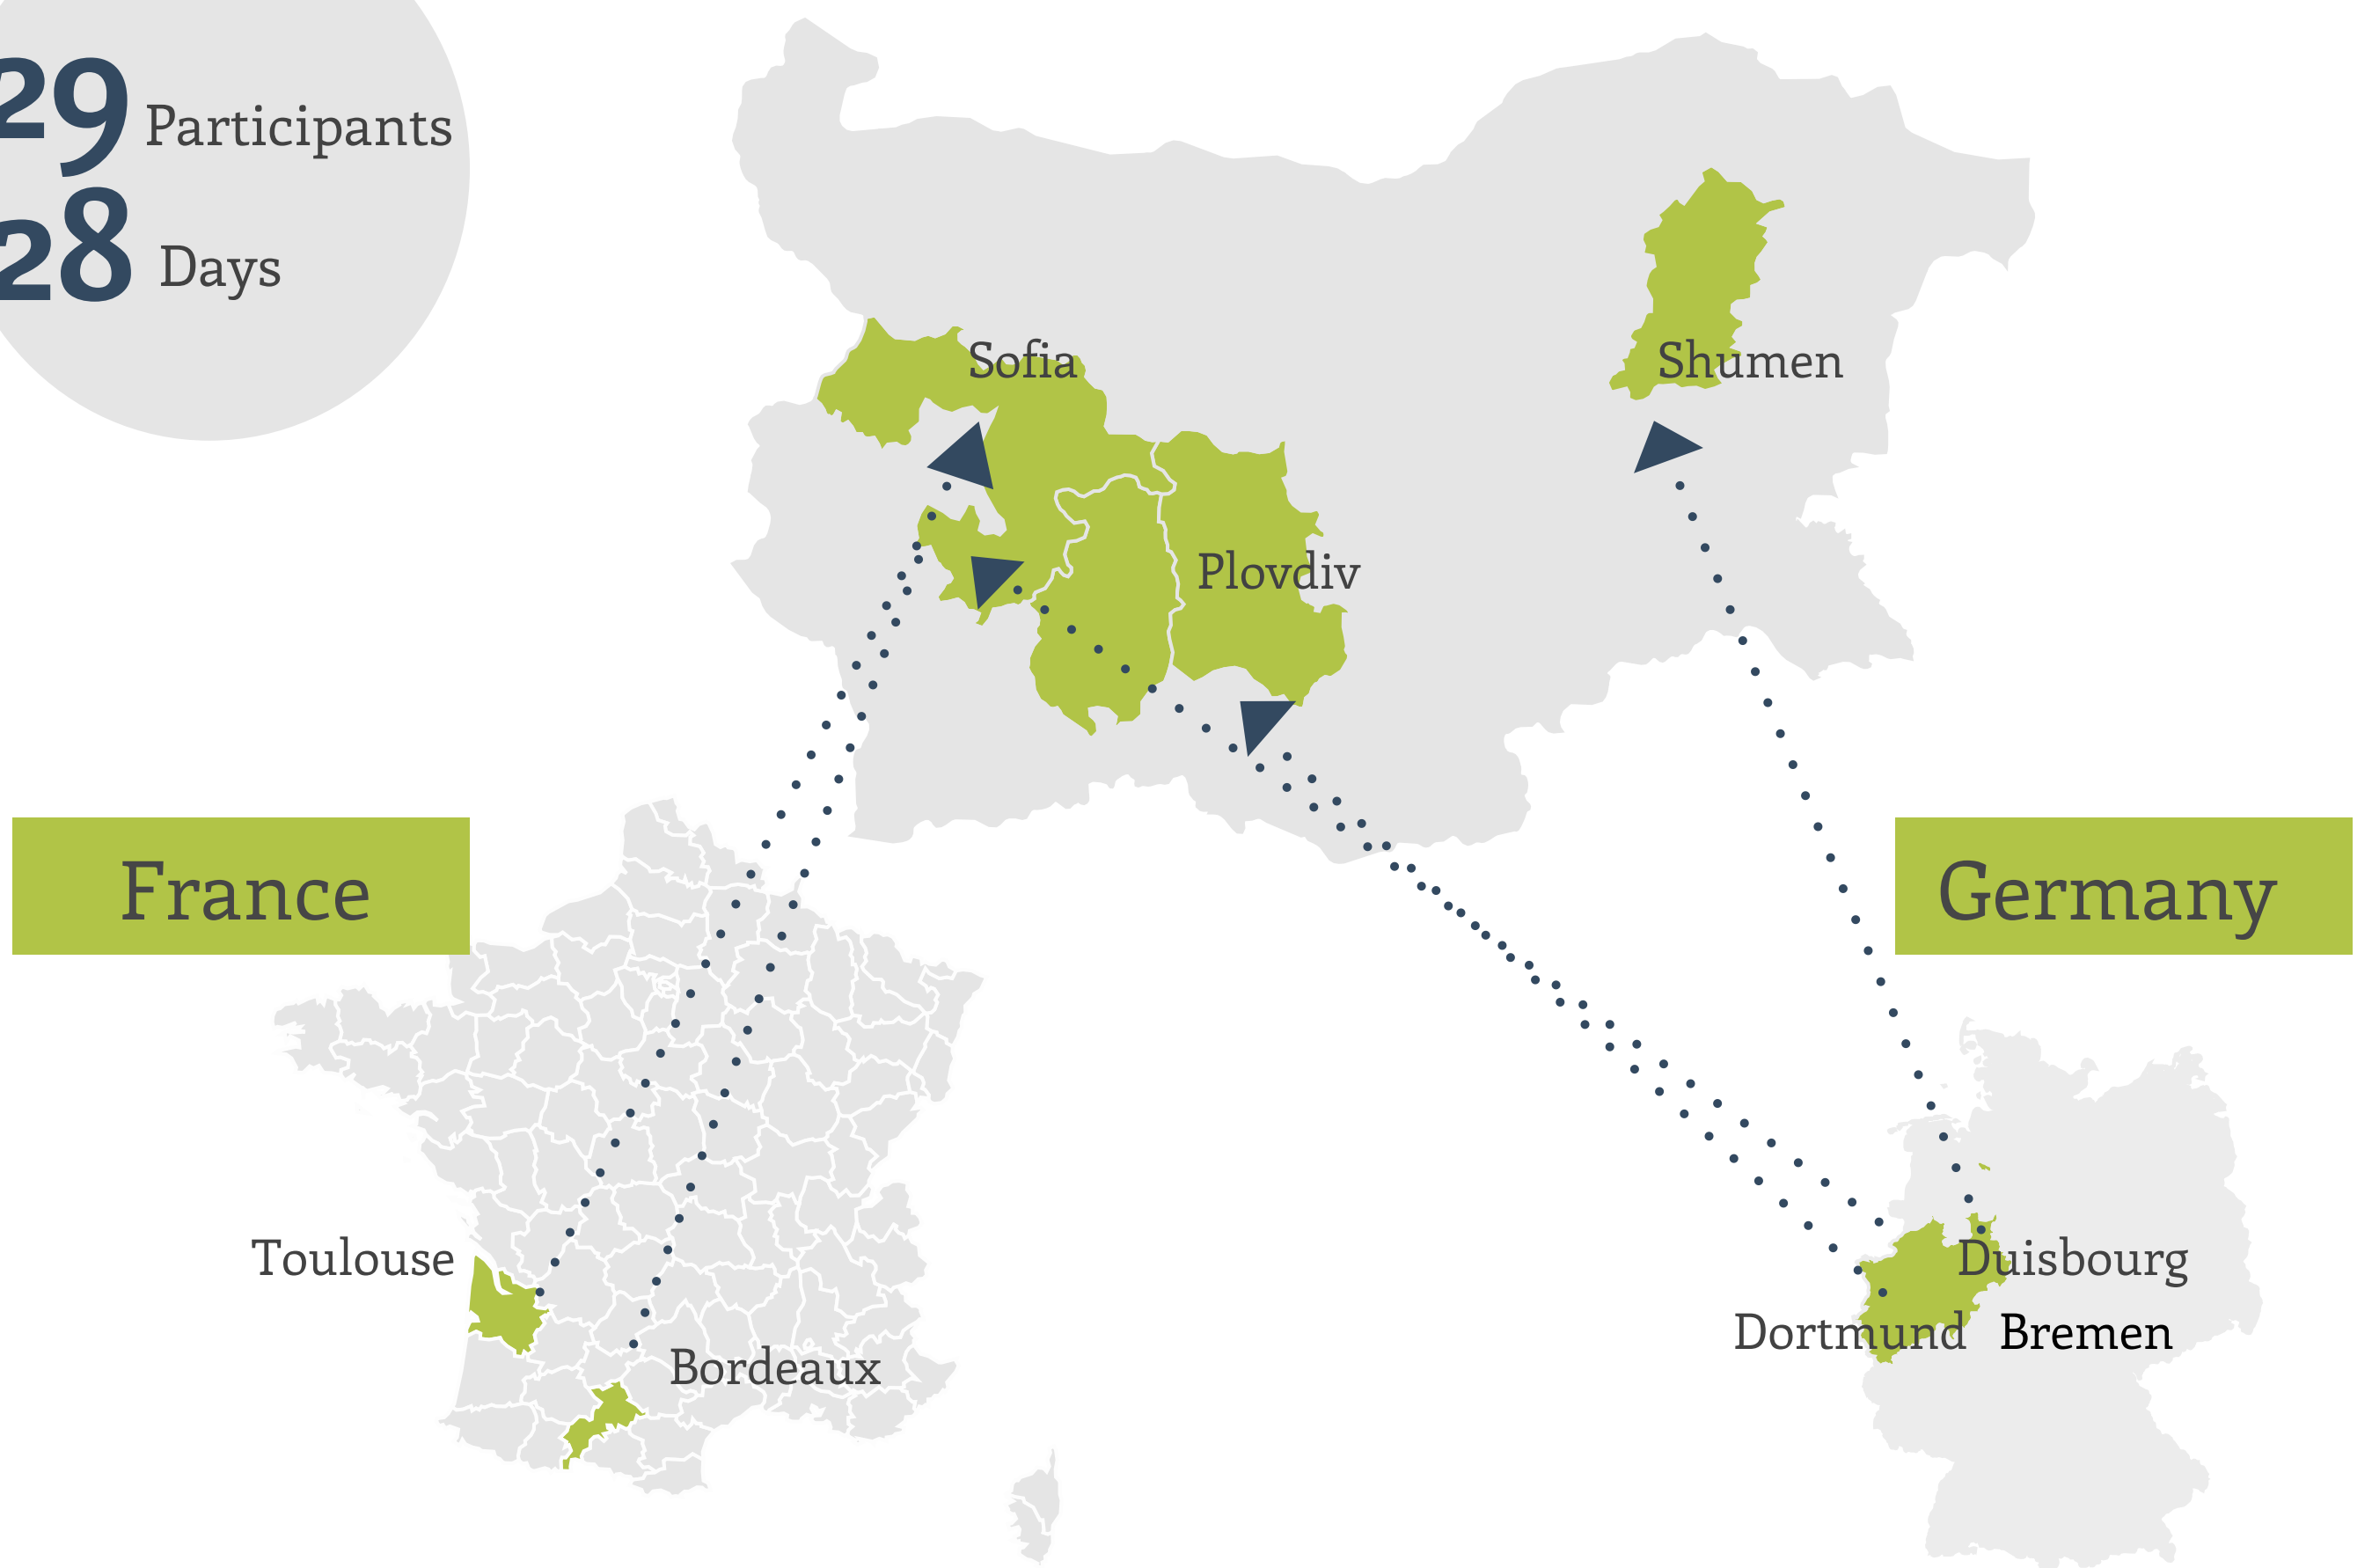 29 Participants
28 Days
Sofia
Shumen
Plovdiv
France
Germany
Toulouse
Duisbourg
Dortmund
Bremen
Bordeaux